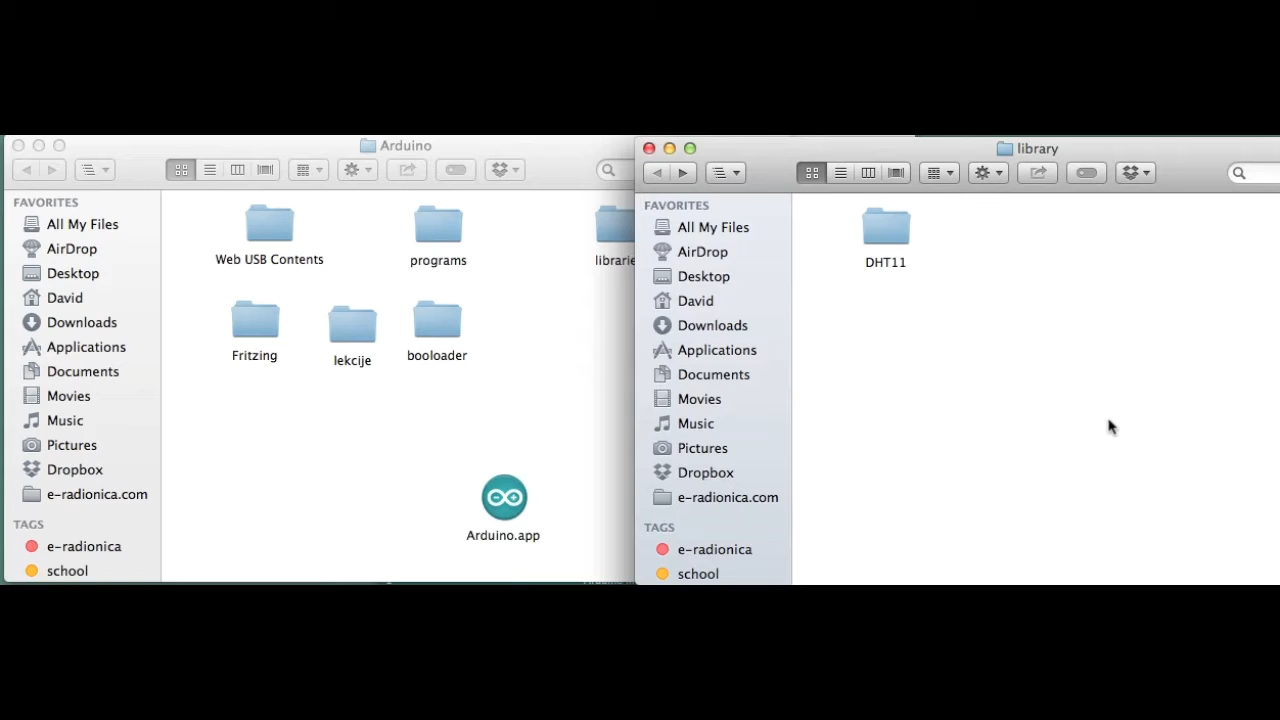 Arduino
FAVORITES
All My Files
AirDrop
Desktop
David
Downloads
Applications
Documents
Movies
Music
Pictures
Dropbox
e-radionica.com
TAGS
e-radionica
school
Web USB Contents
programs
librarie
Fritzing
lekcije
booloader
Arduino.app
library
FAVORITES
All My Files
AirDrop
Desktop
David
Downloads
Applications
Documents
Movies
Music
Pictures
Dropbox
e-radionica.com
TAGS
e-radionica
school
DHT11